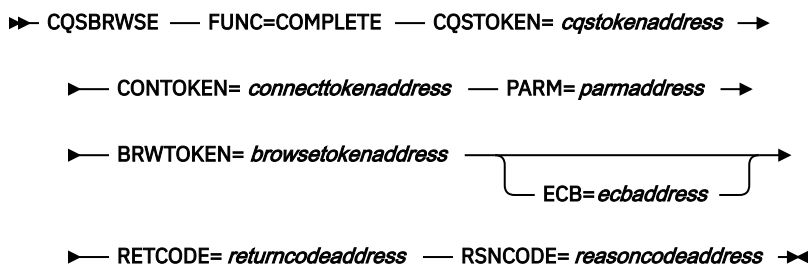 CQSBRWSE FUNC=COMPLETE CQSTOKEN= cqstokenaddress
CONTOKEN= connecttokenaddress PARM= parmaddress
BRWTOKEN= browsetokenaddress
ECB=ecbaddress
RETCODE= returncodeaddress RSNCODE= reasoncodeaddress